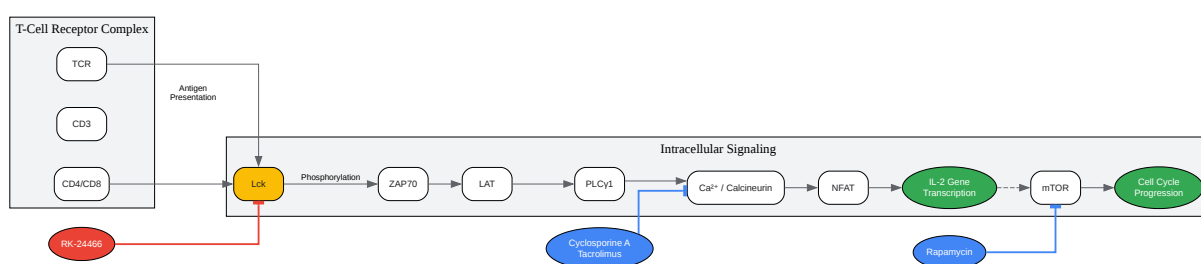 T-Cell Receptor Complex
TCR
Antigen
Presentation
CD3
CD4/CD8
Intracellular Signaling
Lck
Phosphorylation
ZAP70
LAT
PLCγ1
Ca²⁺ / Calcineurin
NFAT
IL-2 Gene
Transcription
mTOR
Cell Cycle
Progression
RK-24466
Cyclosporine A
Tacrolimus
Rapamycin